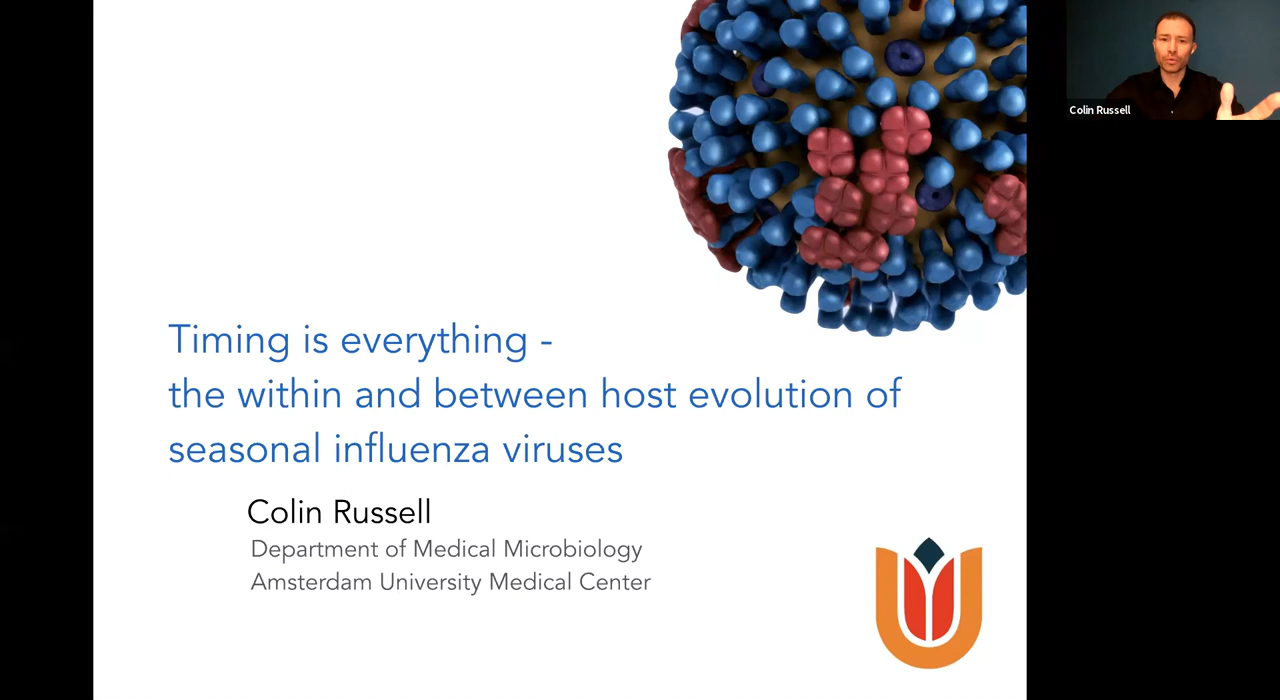 Timing is everything -
the within and between host evolution of
seasonal influenza viruses
Colin Russell
Department of Medical Microbiology
Amsterdam University Medical Center
Colin Russell